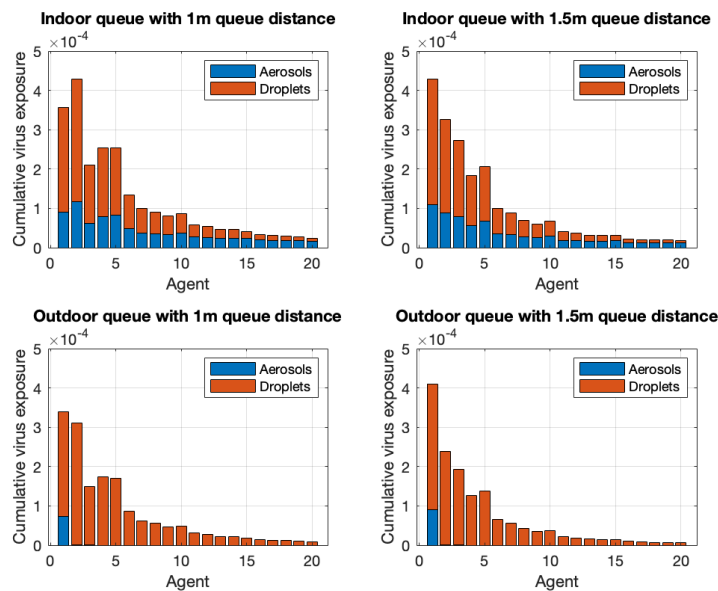 Indoor queue with 1m queue distance
×10⁻⁴
Cumulative virus exposure
5
4
3
2
1
0
Aerosols
Droplets
0 5 10 15 20
Agent
Indoor queue with 1.5m queue distance
×10⁻⁴
Cumulative virus exposure
5
4
3
2
1
0
Aerosols
Droplets
0 5 10 15 20
Agent
Outdoor queue with 1m queue distance
×10⁻⁴
Cumulative virus exposure
5
4
3
2
1
0
Aerosols
Droplets
0 5 10 15 20
Agent
Outdoor queue with 1.5m queue distance
×10⁻⁴
Cumulative virus exposure
5
4
3
2
1
0
Aerosols
Droplets
0 5 10 15 20
Agent